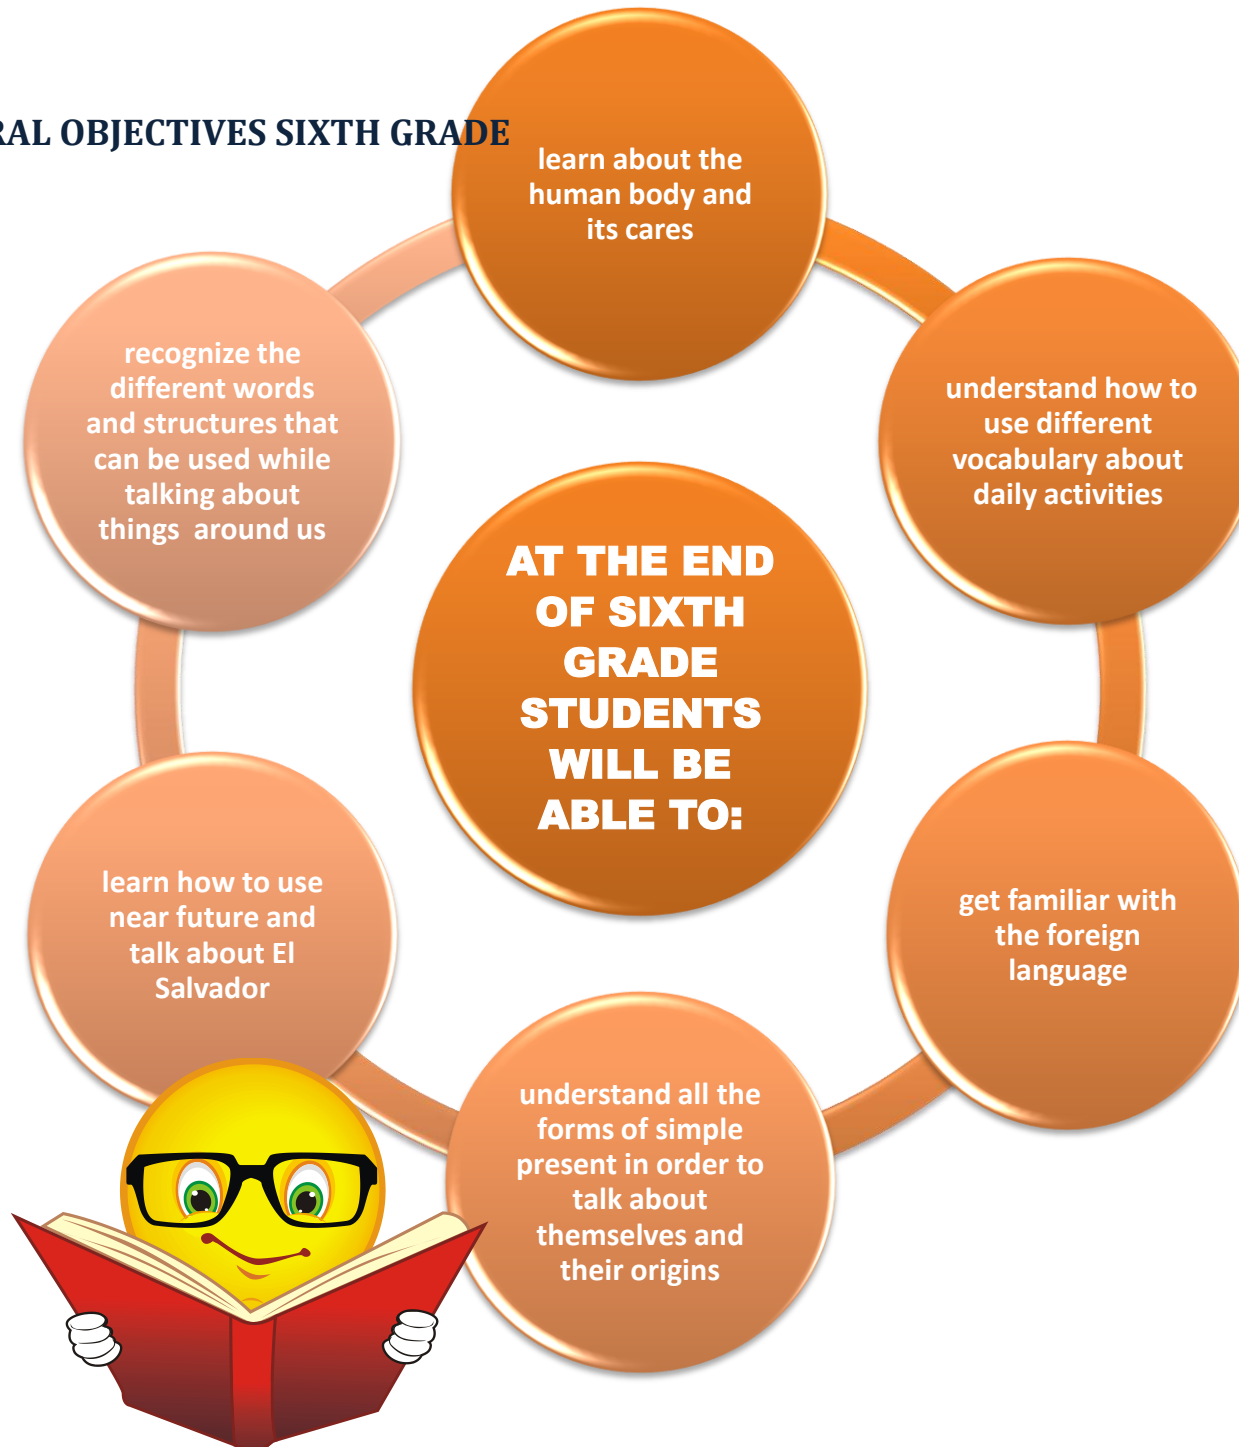 RAL OBJECTIVES SIXTH GRADE
learn about the
human body and
its cares
understand how to
use different
vocabulary about
daily activities
get familiar with
the foreign
language
understand all the
forms of simple
present in order to
talk about
themselves and
their origins
learn how to use
near future and
talk about El
Salvador
recognize the
different words
and structures that
can be used while
talking about
things around us
AT THE END
OF SIXTH
GRADE
STUDENTS
WILL BE
ABLE TO: